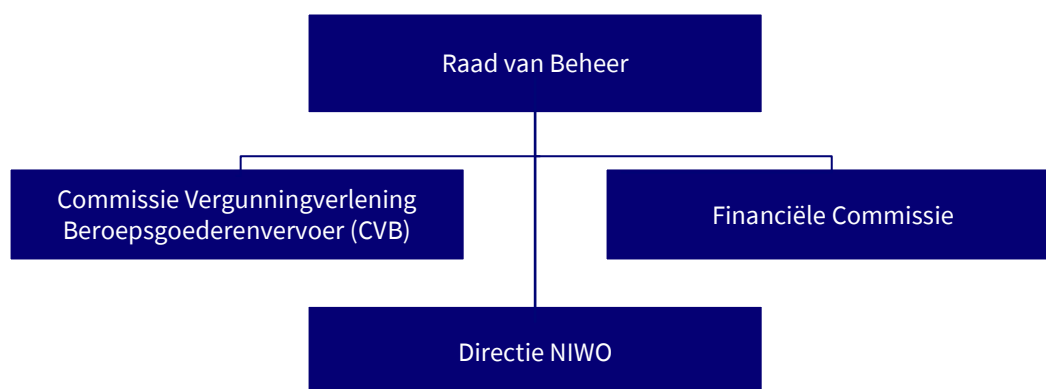 Raad van Beheer
Commissie Vergunningverlening
Beroepsgoederenvervoer (CVB)
Financiële Commissie
Directie NIWO